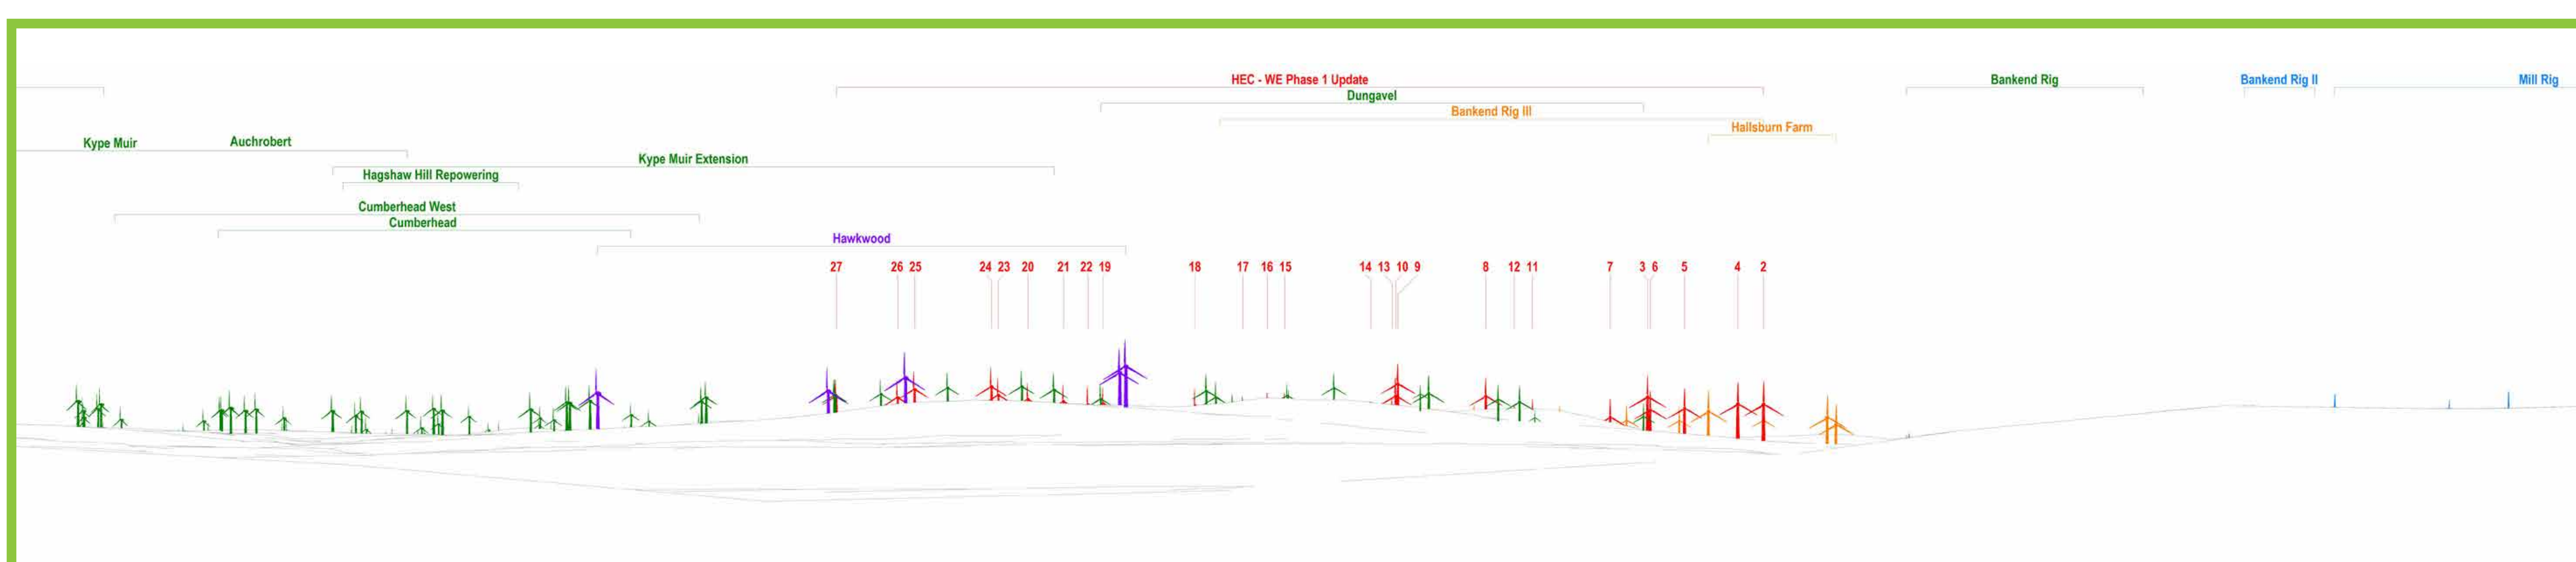 HEC - WE Phase 1 Update
Bankend Rig
Bankend Rig II
Mill Rig
Dungavel
Bankend Rig III
Hallsburn Farm
Kype Muir
Auchrobert
Kype Muir Extension
Hagshaw Hill Repowering
Cumberhead West
Cumberhead
Hawkwood
27 26 25 24 23 20 21 22 19 18 17 16 15 14 13 10 9 8 12 11 7 3 6 5 4 2